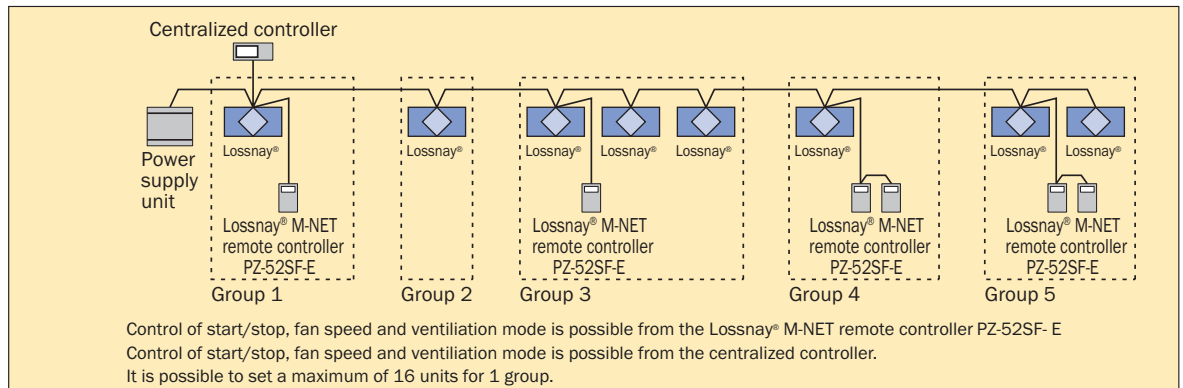 Centralized controller
Power
supply
unit
Lossnay®
Lossnay®
Lossnay®
Lossnay®
Lossnay®
Lossnay®
Lossnay®
Lossnay®
Lossnay® M-NET
remote controller
PZ-52SF-E
Lossnay® M-NET
remote controller
PZ-52SF-E
Lossnay® M-NET
remote controller
PZ-52SF-E
Lossnay® M-NET
remote controller
PZ-52SF-E
Group 1
Group 2
Group 3
Group 4
Group 5
Control of start/stop, fan speed and ventiliation mode is possible from the Lossnay® M-NET remote controller PZ-52SF- E
Control of start/stop, fan speed and ventiliation mode is possible from the centralized controller.
It is possible to set a maximum of 16 units for 1 group.